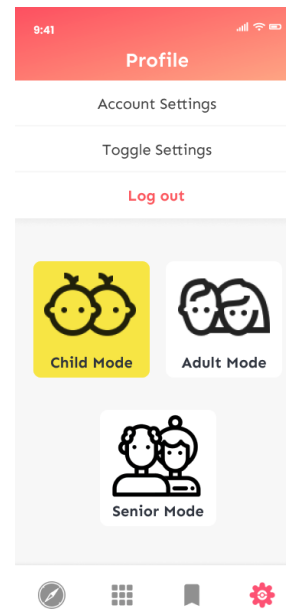 9:41
Profile
Account Settings
Toggle Settings
Log out
Child Mode
Adult Mode
Senior Mode